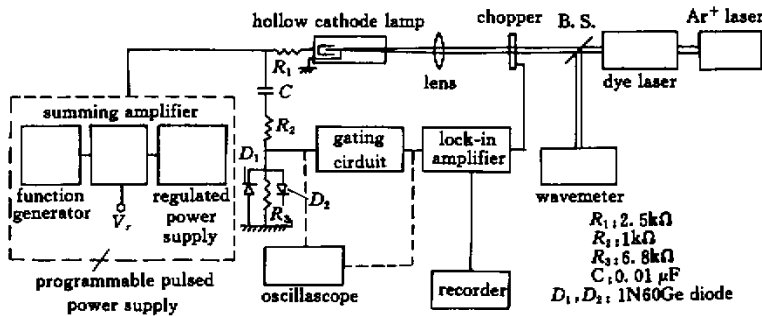 hollow cathode lamp
chopper
B. S.
Ar⁺ laser
R₁
lens
dye laser
summing amplifier
C
R₂
function
generator
Vᵣ
regulated
power
supply
D₁
R₃
D₂
gating
cirduit
lock-in
amplifier
wavemeter
programmable pulsed
power supply
oscillascope
recorder
R₁: 2.5kΩ
R₂: 1kΩ
R₃: 6.8kΩ
C: 0.01 μF
D₁, D₂: 1N60Ge diode